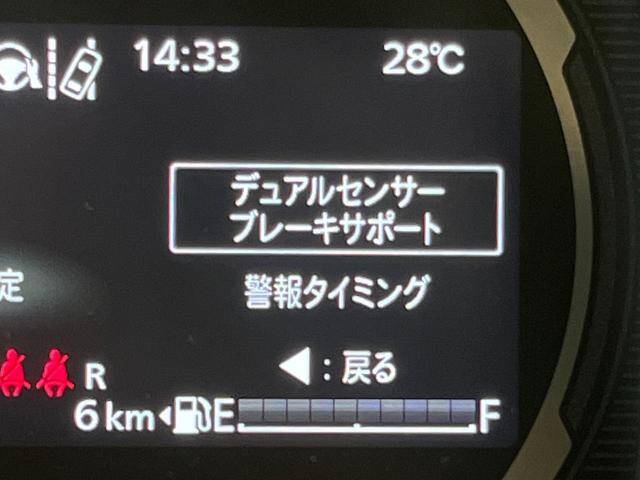 14:33 28℃
デュアルセンサー
ブレーキサポート
定
警報タイミング
◀:戻る
R
6km E F